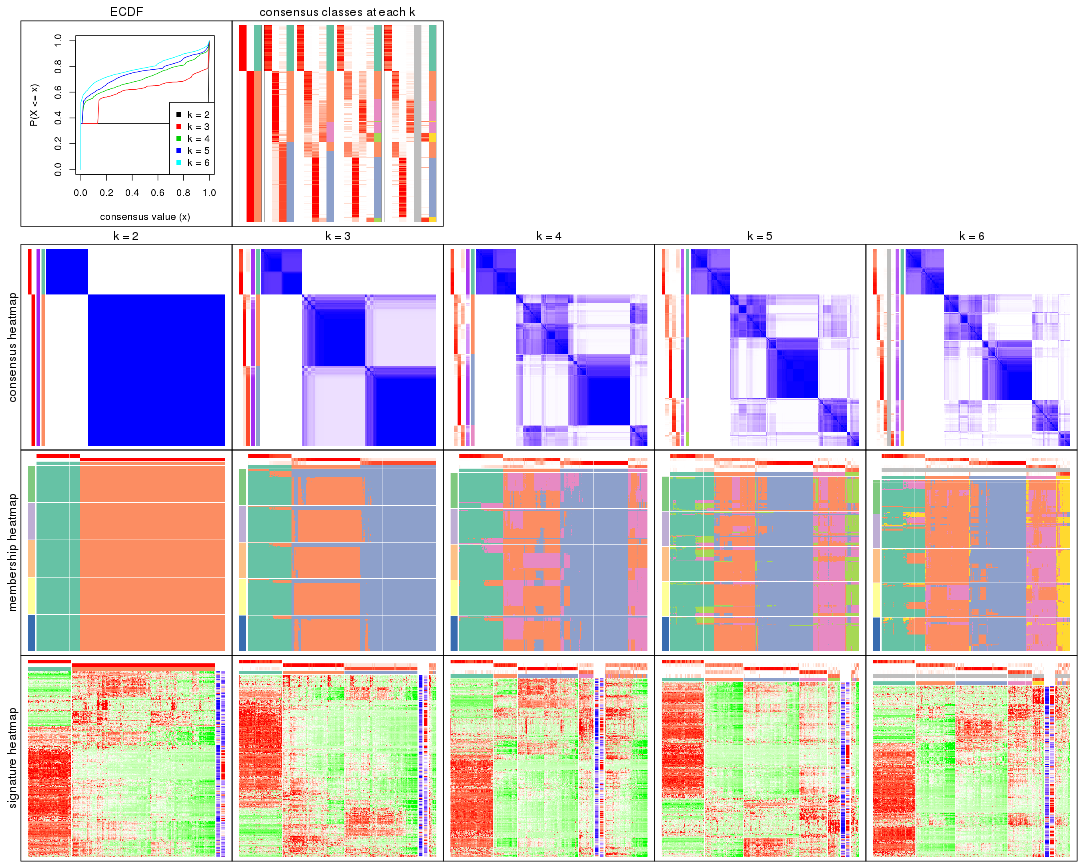 ECDF
consensus classes at each k
P(X <= x)
0.0 0.2 0.4 0.6 0.8 1.0
k = 2
k = 3
k = 4
k = 5
k = 6
0.0 0.2 0.4 0.6 0.8 1.0
consensus value (x)
k = 2
k = 3
k = 4
k = 5
k = 6
consensus heatmap
membership heatmap
signature heatmap